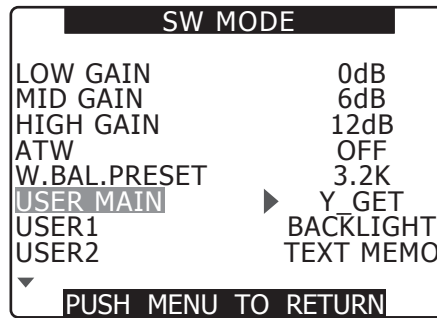 SW MODE
LOW GAIN 0dB
MID GAIN 6dB
HIGH GAIN 12dB
ATW OFF
W.BAL.PRESET 3.2K
USER MAIN Y_GET
USER1 BACKLIGHT
USER2 TEXT MEMO
PUSH MENU TO RETURN